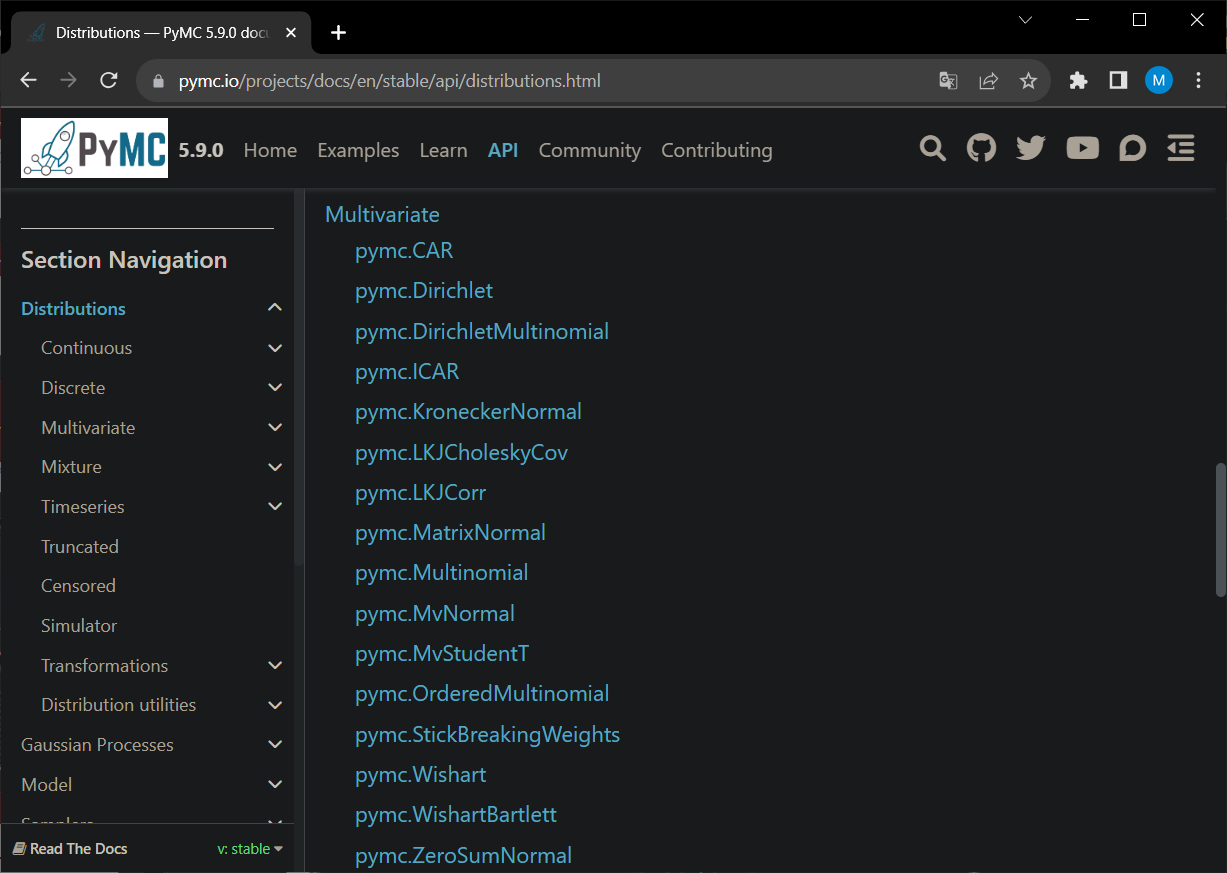 Distributions — PyMC 5.9.0 docu
pymc.io/projects/docs/en/stable/api/distributions.html
M
PyMC 5.9.0 Home Examples Learn API Community Contributing
Section Navigation
Distributions
Continuous
Discrete
Multivariate
Mixture
Timeseries
Truncated
Censored
Simulator
Transformations
Distribution utilities
Gaussian Processes
Model
Samplers
Read The Docs v: stable
Multivariate
pymc.CAR
pymc.Dirichlet
pymc.DirichletMultinomial
pymc.ICAR
pymc.KroneckerNormal
pymc.LKJCholeskyCov
pymc.LKJCorr
pymc.MatrixNormal
pymc.Multinomial
pymc.MvNormal
pymc.MvStudentT
pymc.OrderedMultinomial
pymc.StickBreakingWeights
pymc.Wishart
pymc.WishartBartlett
pymc.ZeroSumNormal